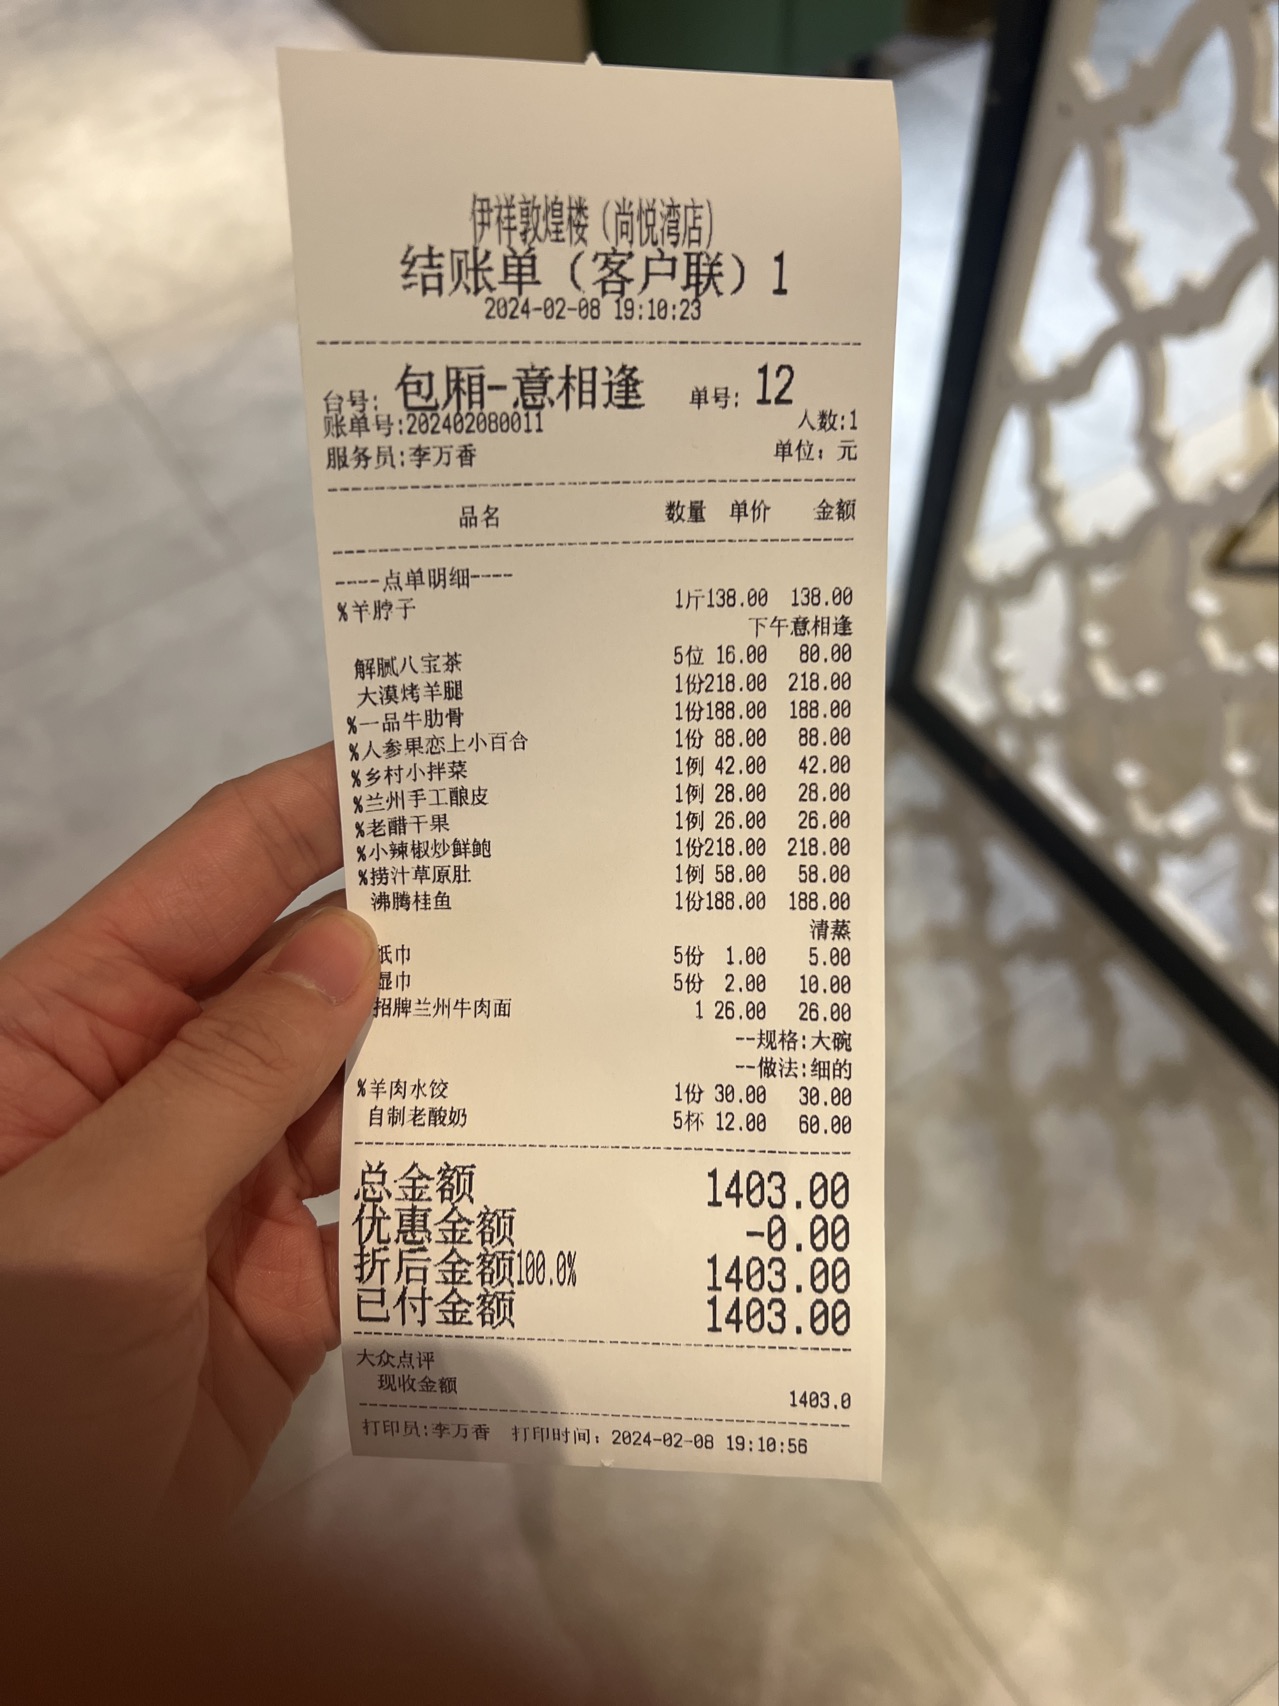 伊祥敦煌楼(尚悦湾店)
结账单(客户联)1
2024-02-08 19:10:23
台号: 包厢-意相逢 单号: 12
账单号:202402080011 人数:1
服务员:李万香 单位: 元
品名 数量 单价 金额
----点单明细----
%羊脖子 1斤138.00 138.00
下午意相逢
解腻八宝茶 5位 16.00 80.00
大漠烤羊腿 1份218.00 218.00
%一品牛肋骨 1份188.00 188.00
%人参果恋上小百合 1份 88.00 88.00
%乡村小拌菜 1例 42.00 42.00
%兰州手工酿皮 1例 28.00 28.00
%老醋干果 1例 26.00 26.00
%小辣椒炒鲜鲍 1份218.00 218.00
%捞汁草原肚 1例 58.00 58.00
沸腾桂鱼 1份188.00 188.00
清蒸
纸巾 5份 1.00 5.00
湿巾 5份 2.00 10.00
招牌兰州牛肉面 1 26.00 26.00
--规格:大碗
--做法:细的
%羊肉水饺 1份 30.00 30.00
自制老酸奶 5杯 12.00 60.00
总金额 1403.00
优惠金额 -0.00
折后金额100.0% 1403.00
已付金额 1403.00
大众点评
现收金额 1403.0
打印员:李万香 打印时间: 2024-02-08 19:10:56